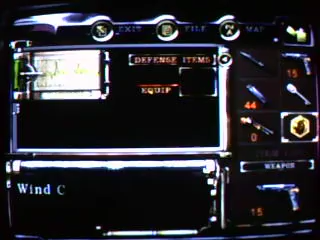 EXIT FILE MAP
DEFENSE ITEMS
15
EQUIP
44
0
WEAPON
15
Wind C